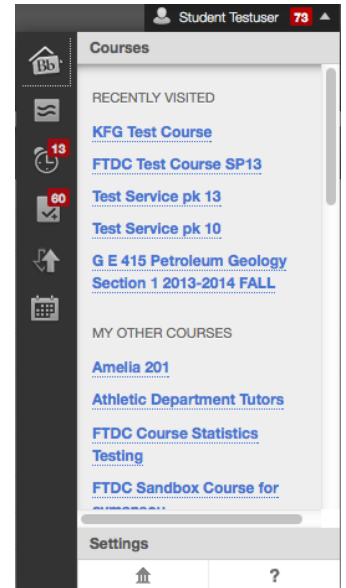 Student Testuser 73
Bb
Courses
RECENTLY VISITED
KFG Test Course
13
FTDC Test Course SP13
60
Test Service pk 13
Test Service pk 10
G E 415 Petroleum Geology
Section 1 2013-2014 FALL
MY OTHER COURSES
Amelia 201
Athletic Department Tutors
FTDC Course Statistics
Testing
FTDC Sandbox Course for
Settings
?